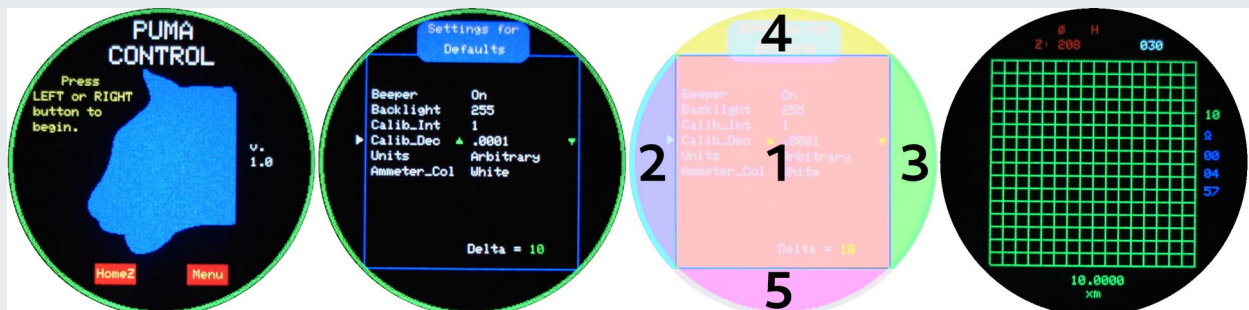 PUMA
CONTROL
Press
LEFT or RIGHT
button to
begin.
v.
1.0
HomeZ
Menu
Settings for
Defaults
Beeper On
Backlight 255
Calib_Int 1
Calib_Dec .0001
Units Arbitrary
Ammeter_Col White
Delta = 10
4
Beeper On
Backlight 255
Calib_Int 1
Calib_Dec .0001
Units Arbitrary
Ammeter_Col White
2
1
3
Delta = 10
5
ø H
Z: 208
030
10
00
04
57
10.0000
xm